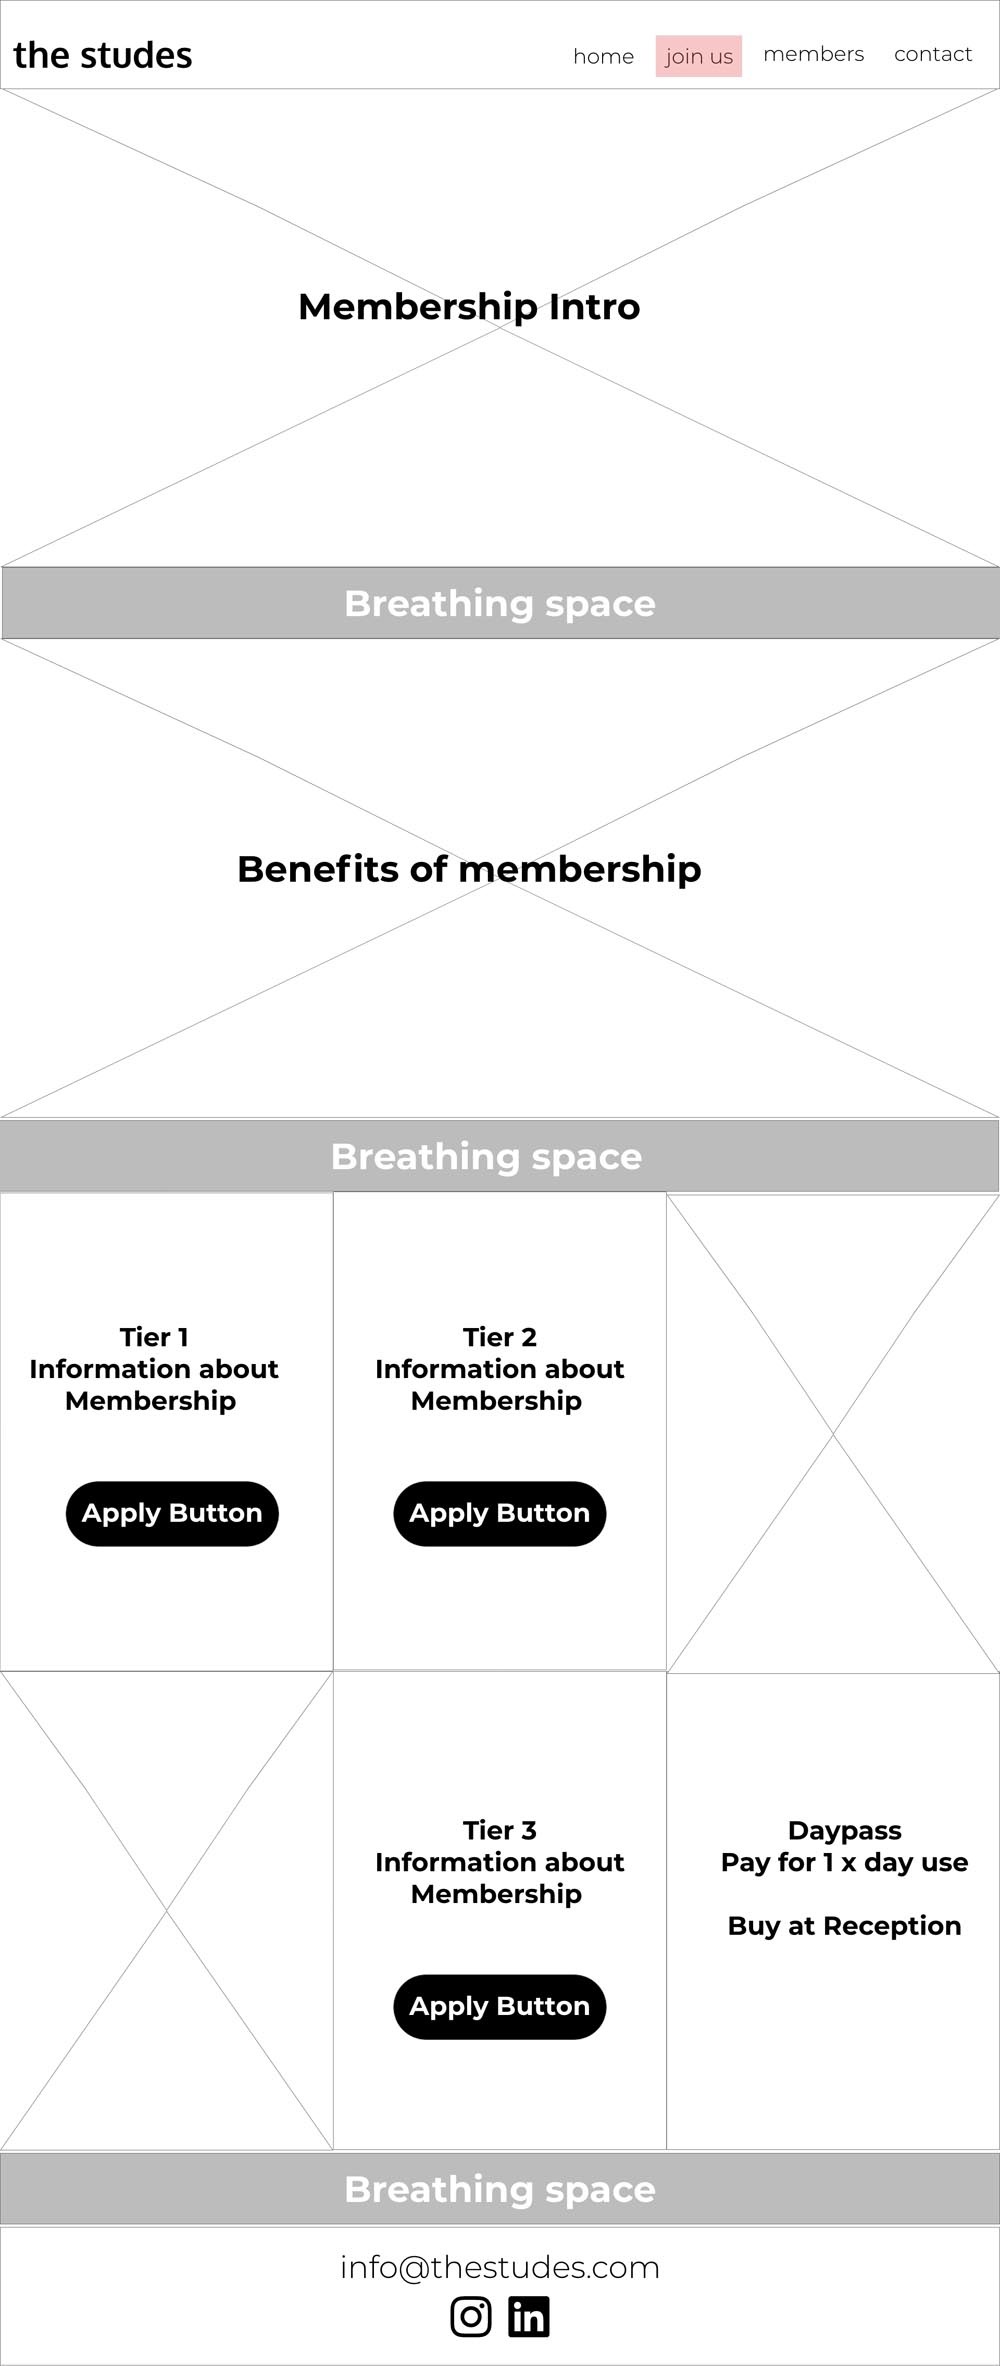 the studes
home
join us
members
contact
Membership Intro
Breathing space
Benefits of membership
Breathing space
Tier 1
Information about
Membership
Apply Button
Tier 2
Information about
Membership
Apply Button
Tier 3
Information about
Membership
Apply Button
Daypass
Pay for 1 x day use
Buy at Reception
Breathing space
info@thestudes.com
in